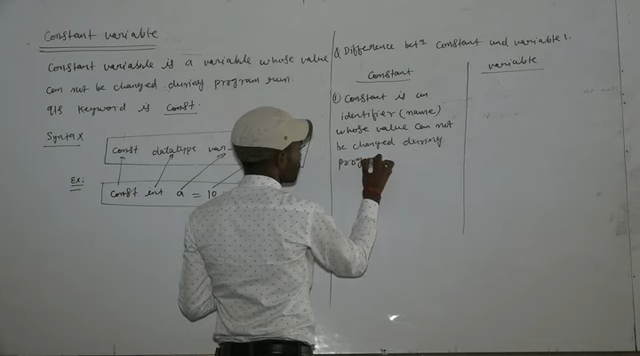 Constant variable
Constant variable is a variable whose value
can not be changed during program run.
Its keyword is const.
Syntax
const datatype var
Ex:
const int a = 10
Q Difference betn Constant and variable?
Constant
variable
① Constant is an
identifier (name)
whose value can not
be changed during
prog